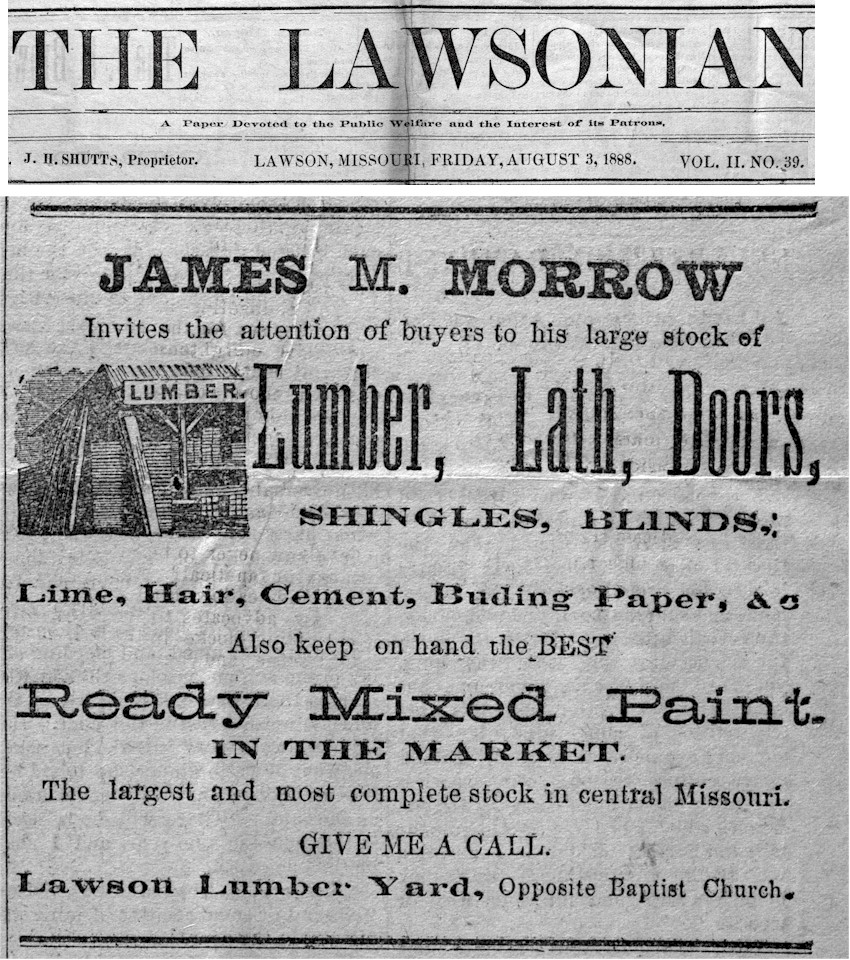 THE LAWSONIAN
A Paper Devoted to the Public Welfare and the Interest of its Patrons.
J. H. SHUTTS, Proprietor. LAWSON, MISSOURI, FRIDAY, AUGUST 3, 1888. VOL. II. NO. 39.
JAMES M. MORROW
Invites the attention of buyers to his large stock of
LUMBER.
Lumber, Lath, Doors,
SHINGLES, BLINDS,
Lime, Hair, Cement, Buding Paper, &c
Also keep on hand the BEST
Ready Mixed Paint.
IN THE MARKET.
The largest and most complete stock in central Missouri.
GIVE ME A CALL.
Lawson Lumber Yard, Opposite Baptist Church.